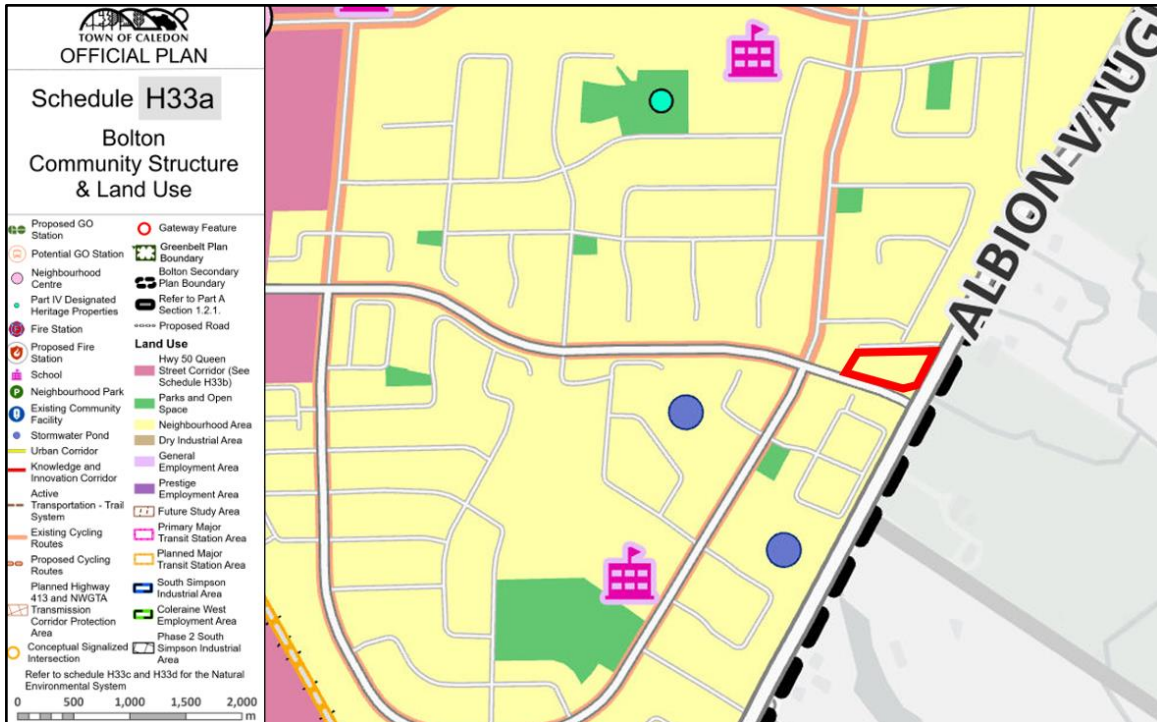 TOWN OF CALEDON
OFFICIAL PLAN
Schedule H33a
Bolton
Community Structure
& Land Use
Proposed GO
Station
Potential GO Station
Neighbourhood
Centre
Part IV Designated
Heritage Properties
Fire Station
Proposed Fire
Station
School
P
Neighbourhood Park
Existing Community
Facility
Stormwater Pond
Urban Corridor
Knowledge and
Innovation Corridor
Active
Transportation - Trail
System
Existing Cycling
Routes
Proposed Cycling
Routes
Planned Highway
413 and NWGTA
Transmission
Corridor Protection
Area
Conceptual Signalized
Intersection
Gateway Feature
Greenbelt Plan
Boundary
Bolton Secondary
Plan Boundary
Refer to Part A
Section 1.2.1.
Proposed Road
Land Use
Hwy 50 Queen
Street Corridor (See
Schedule H33b)
Parks and Open
Space
Neighbourhood Area
Dry Industrial Area
General
Employment Area
Prestige
Employment Area
Future Study Area
Primary Major
Transit Station Area
Planned Major
Transit Station Area
South Simpson
Industrial Area
Coleraine West
Employment Area
Phase 2 South
Simpson Industrial
Area
Refer to schedule H33c and H33d for the Natural
Environmental System
0 500 1,000 1,500 2,000
m
ALBION-VAUG